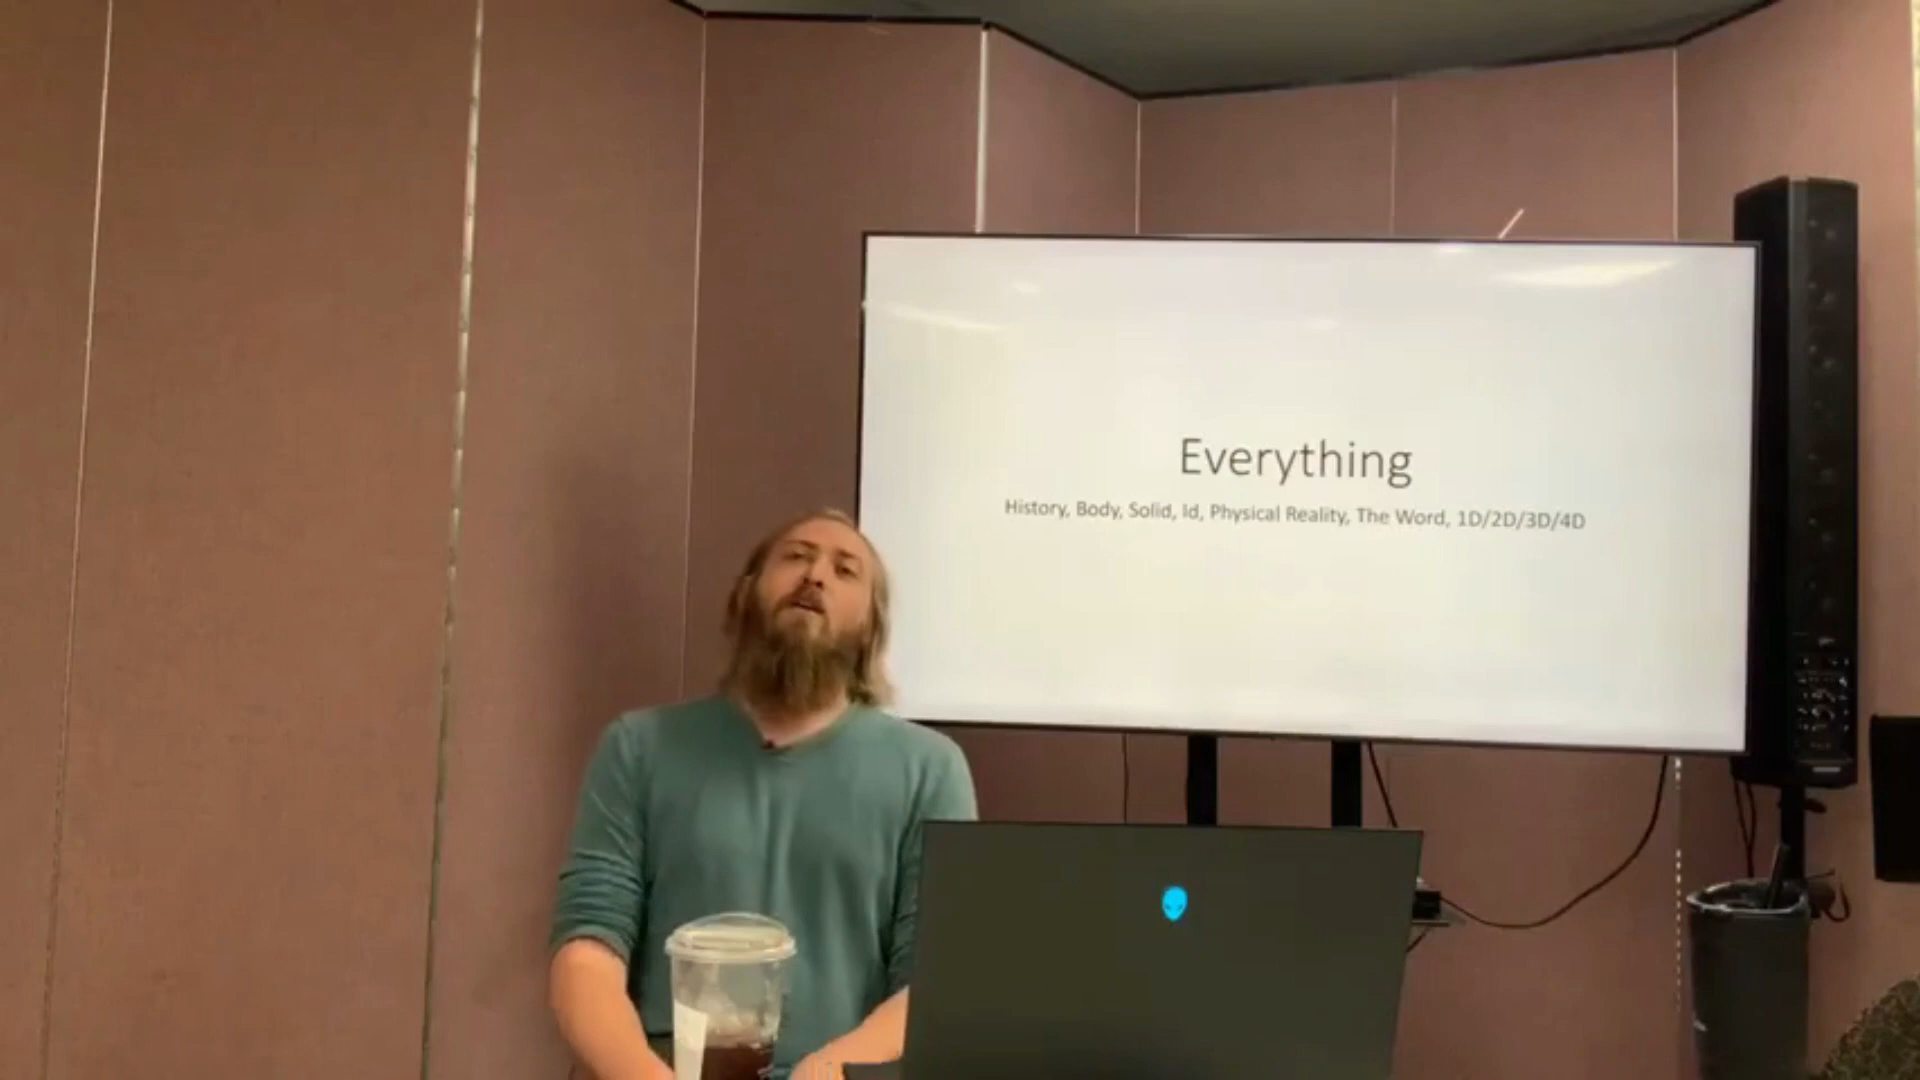 Everything
History, Body, Solid, Id, Physical Reality, The Word, 1D/2D/3D/4D